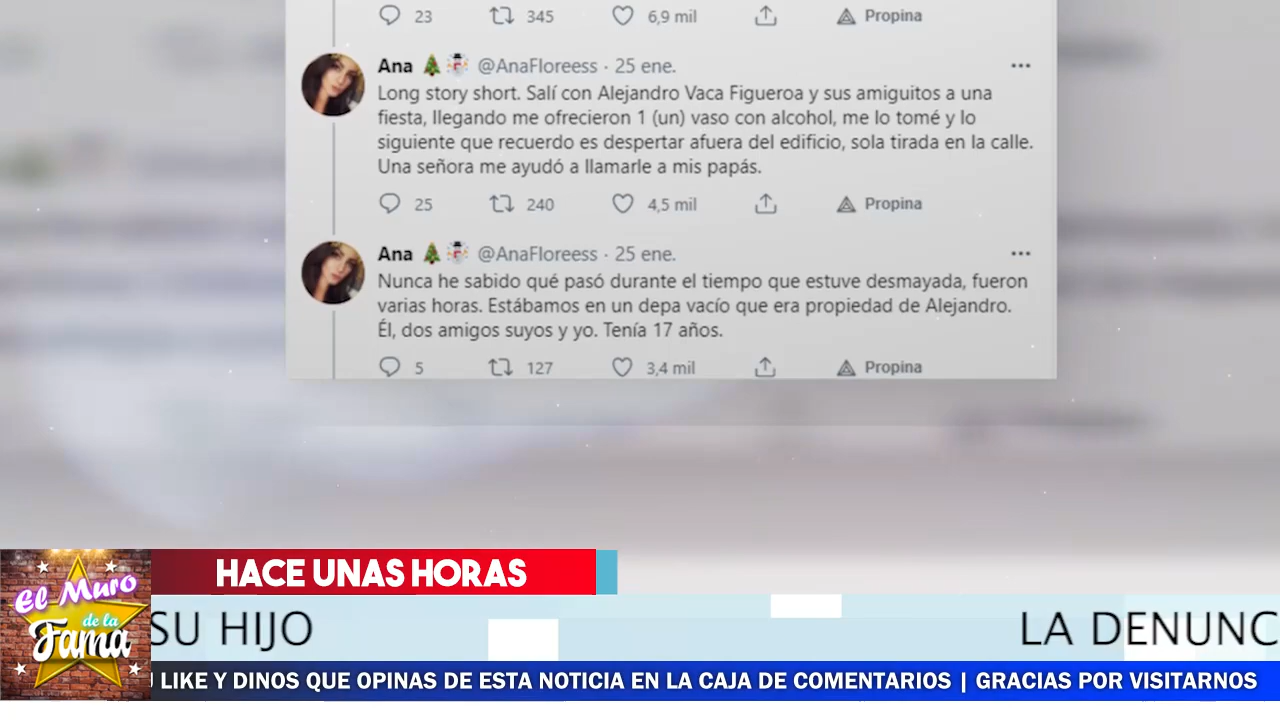 23 345 6,9 mil Propina
Ana 🎄 ☃️ @AnaFloreess · 25 ene.
Long story short. Salí con Alejandro Vaca Figueroa y sus amiguitos a una
fiesta, llegando me ofrecieron 1 (un) vaso con alcohol, me lo tomé y lo
siguiente que recuerdo es despertar afuera del edificio, sola tirada en la calle.
Una señora me ayudó a llamarle a mis papás.
25 240 4,5 mil Propina
Ana 🎄 ☃️ @AnaFloreess · 25 ene.
Nunca he sabido qué pasó durante el tiempo que estuve desmayada, fueron
varias horas. Estábamos en un depa vacío que era propiedad de Alejandro.
Él, dos amigos suyos y yo. Tenía 17 años.
5 127 3,4 mil Propina
HACE UNAS HORAS
El Muro
de la
Fama
SU HIJO LA DENUNC
LIKE Y DINOS QUE OPINAS DE ESTA NOTICIA EN LA CAJA DE COMENTARIOS | GRACIAS POR VISITARNOS